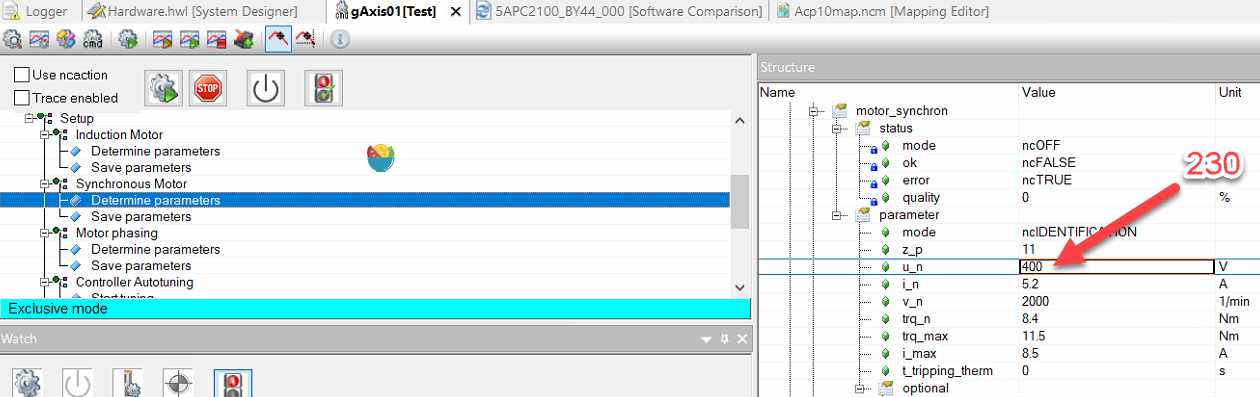 Logger
Hardware.hwl [System Designer]
gAxis01[Test]
5APC2100_BY44_000 [Software Comparison]
Acp10map.ncm [Mapping Editor]
cmd
Use ncaction
Trace enabled
STOP
Setup
Induction Motor
Determine parameters
Save parameters
Synchronous Motor
Determine parameters
Save parameters
Motor phasing
Determine parameters
Save parameters
Controller Autotuning
Start tuning
Exclusive mode
Watch
Structure
Name Value Unit
motor_synchron
status
mode ncOFF
ok ncFALSE
error ncTRUE
quality 0 %
230
parameter
mode ncIDENTIFICATION
z_p 11
u_n 400 V
i_n 5.2 A
v_n 2000 1/min
trq_n 8.4 Nm
trq_max 11.5 Nm
i_max 8.5 A
t_tripping_therm 0 s
optional